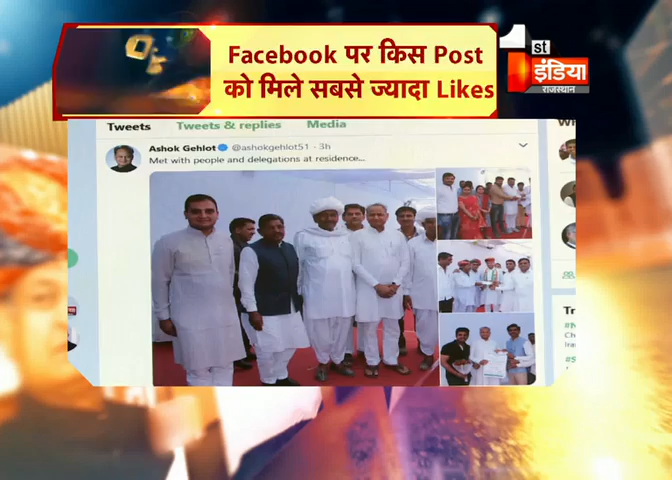 Facebook पर किस Post
को मिले सबसे ज्यादा Likes
1st
इंडिया
राजस्थान
Tweets
Tweets & replies
Media
Ashok Gehlot @ashokgehlot51 - 3h
Met with people and delegations at residence...
Tr